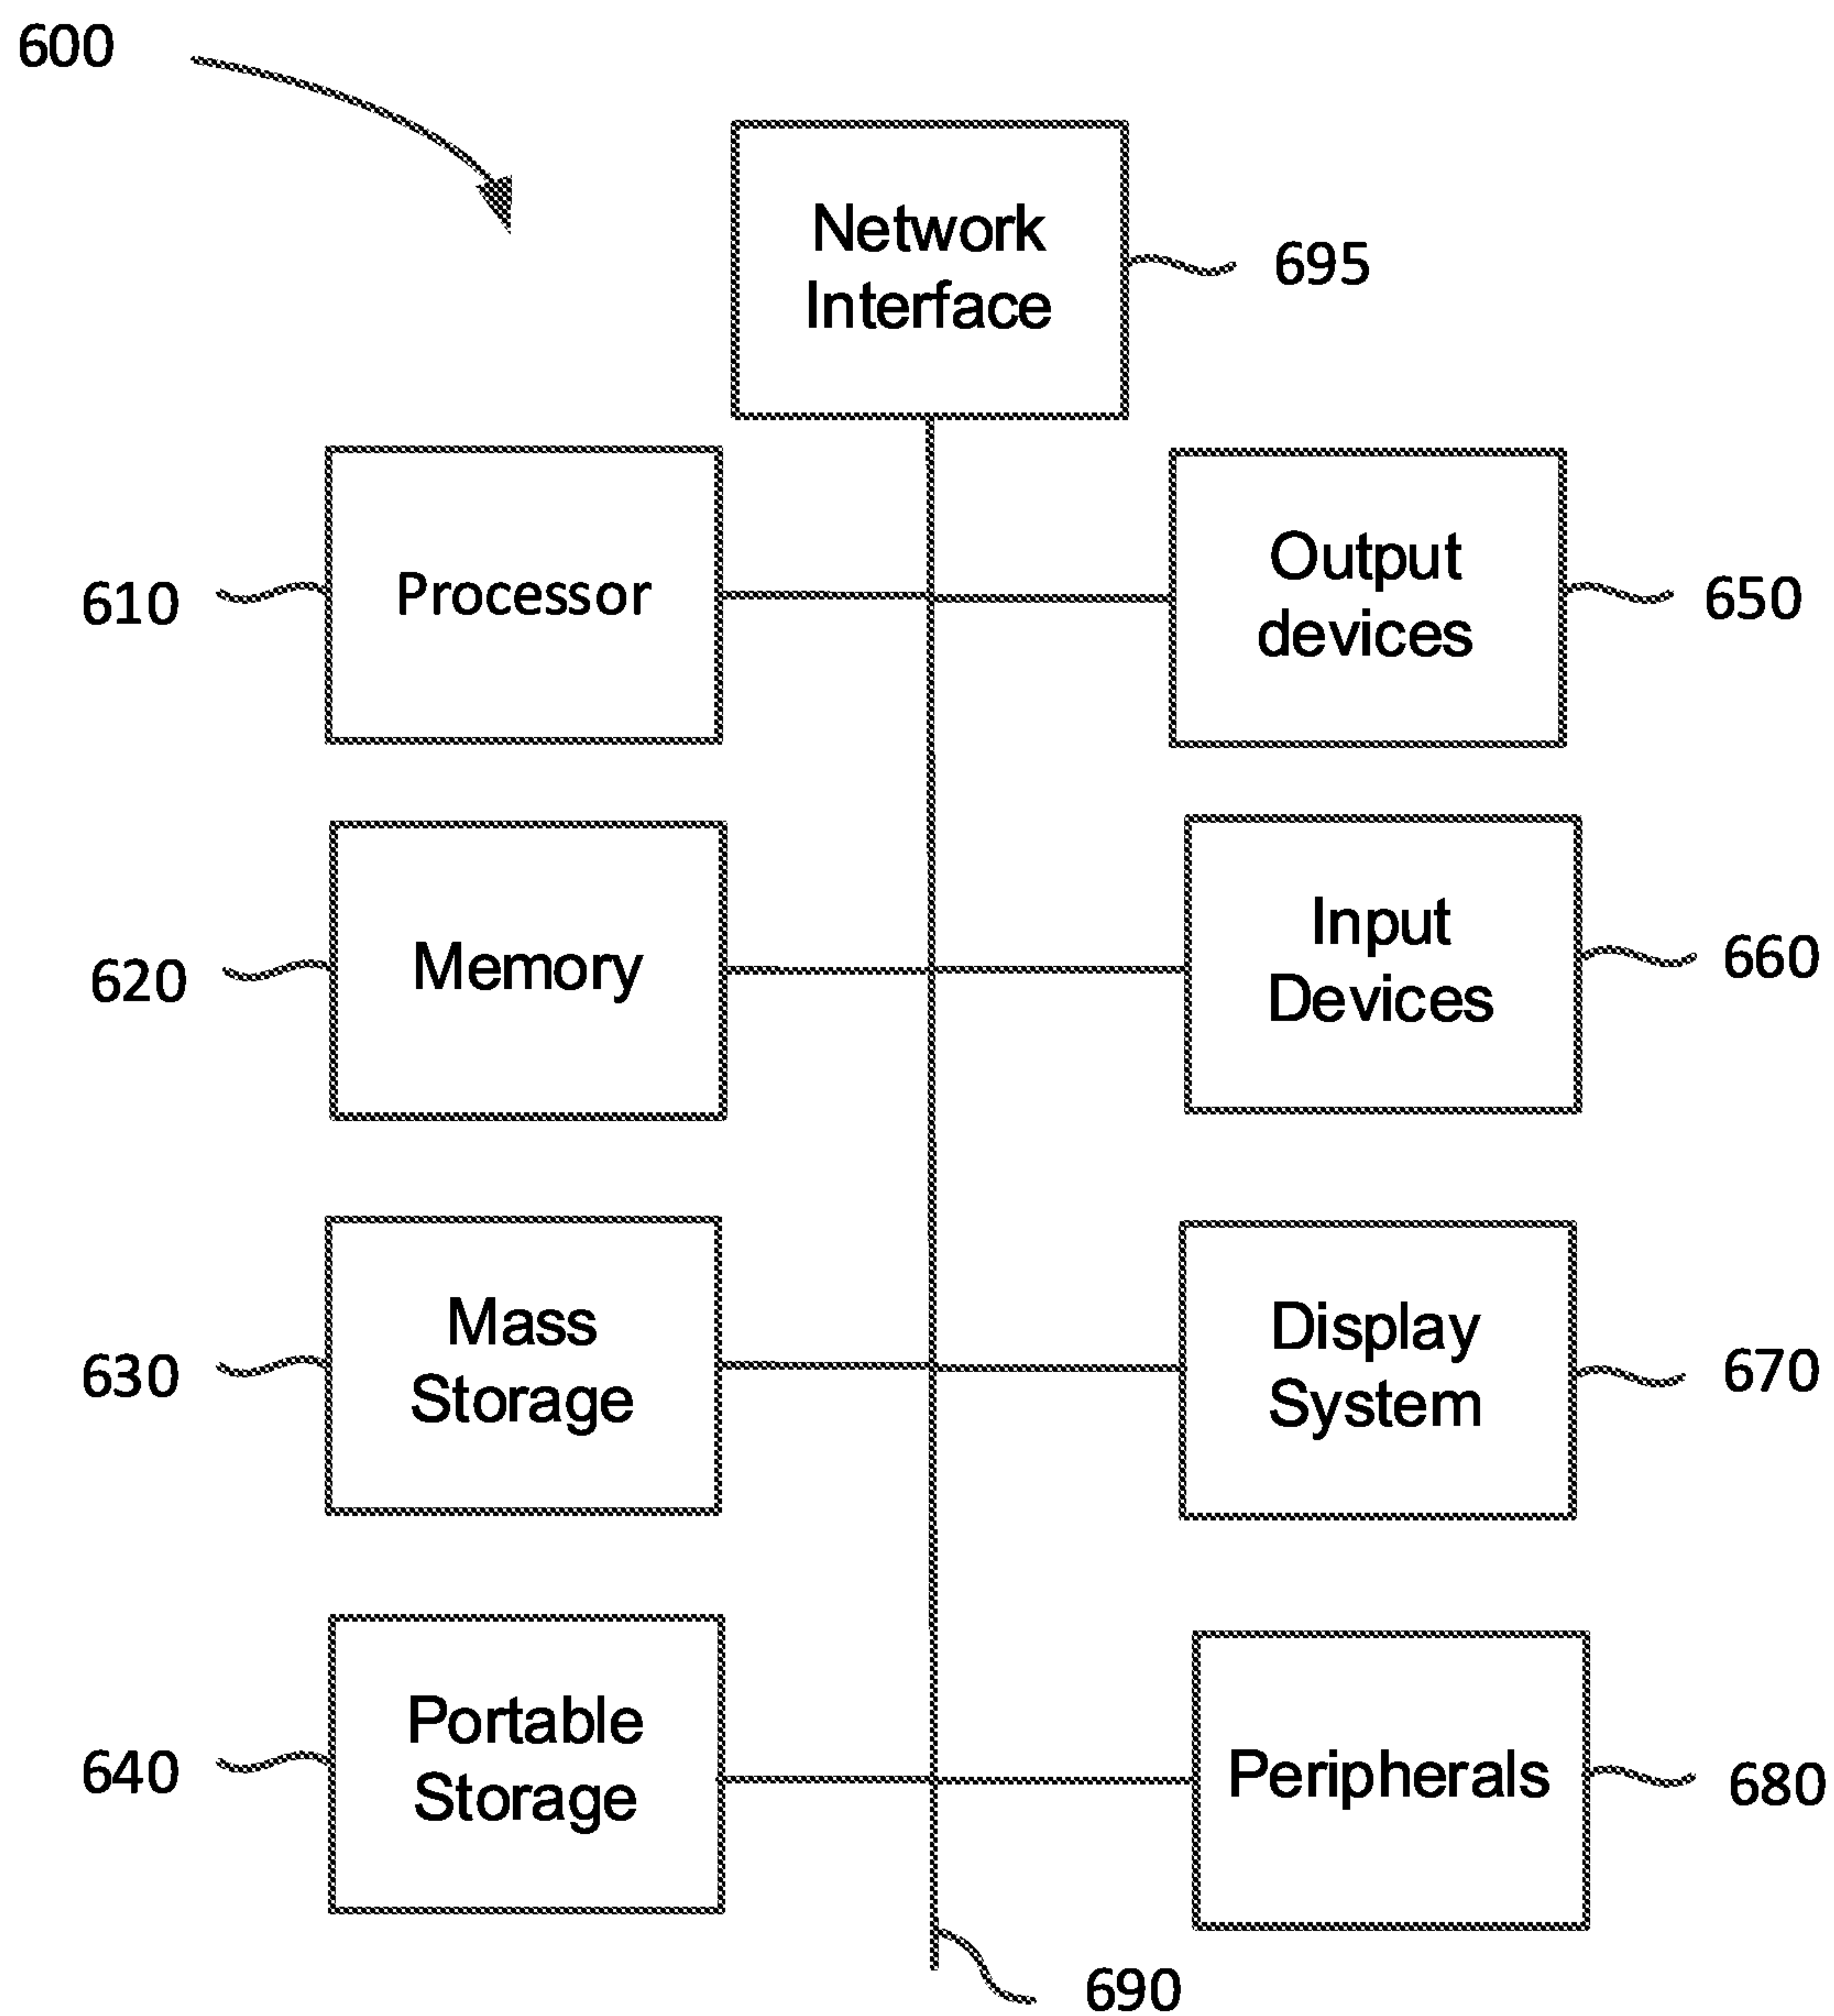 600
Network
Interface
695
610
Processor
Output
devices
650
620
Memory
Input
Devices
660
630
Mass
Storage
Display
System
670
640
Portable
Storage
Peripherals
680
690